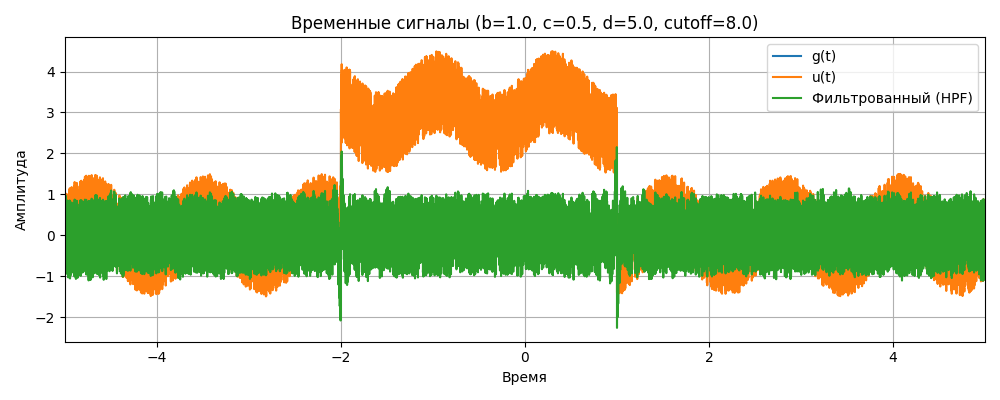 Временные сигналы (b=1.0, c=0.5, d=5.0, cutoff=8.0)
g(t)
u(t)
Фильтрованный (HPF)
Амплитуда
4
3
2
1
0
−1
−2
−4 −2 0 2 4
Время